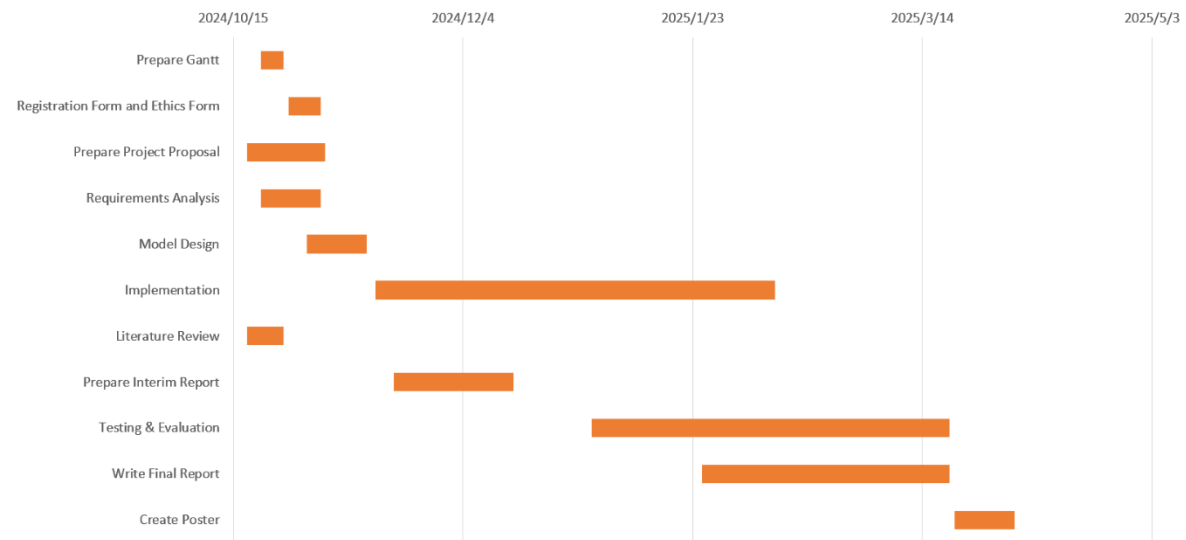 2024/10/15 2024/12/4 2025/1/23 2025/3/14 2025/5/3
Prepare Gantt
Registration Form and Ethics Form
Prepare Project Proposal
Requirements Analysis
Model Design
Implementation
Literature Review
Prepare Interim Report
Testing & Evaluation
Write Final Report
Create Poster